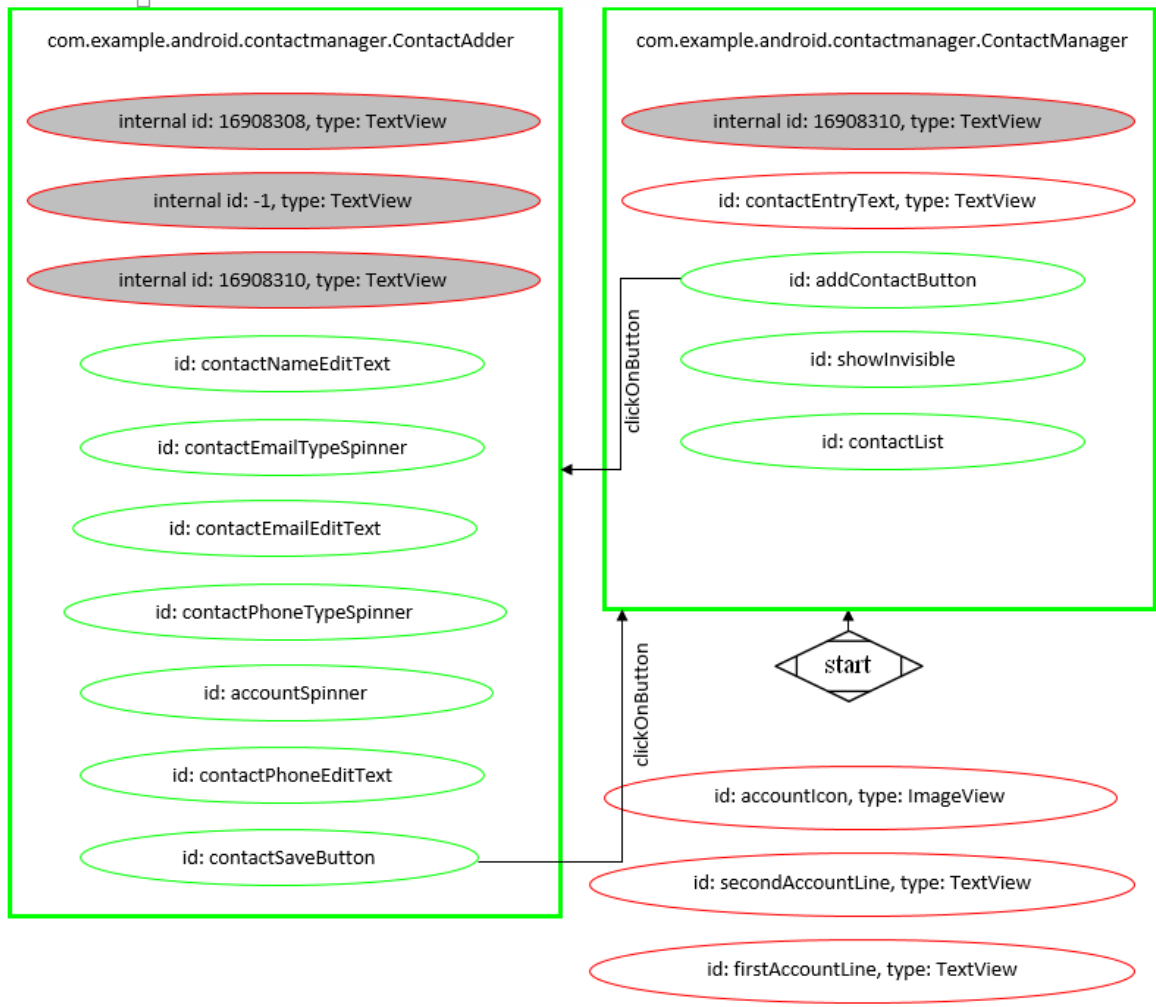 com.example.android.contactmanager.ContactAdder
internal id: 16908308, type: TextView
internal id: -1, type: TextView
internal id: 16908310, type: TextView
id: contactNameEditText
id: contactEmailTypeSpinner
id: contactEmailEditText
id: contactPhoneTypeSpinner
id: accountSpinner
id: contactPhoneEditText
id: contactSaveButton
com.example.android.contactmanager.ContactManager
internal id: 16908310, type: TextView
id: contactEntryText, type: TextView
id: addContactButton
id: showInvisible
id: contactList
clickOnButton
clickOnButton
start
id: accountIcon, type: ImageView
id: secondAccountLine, type: TextView
id: firstAccountLine, type: TextView